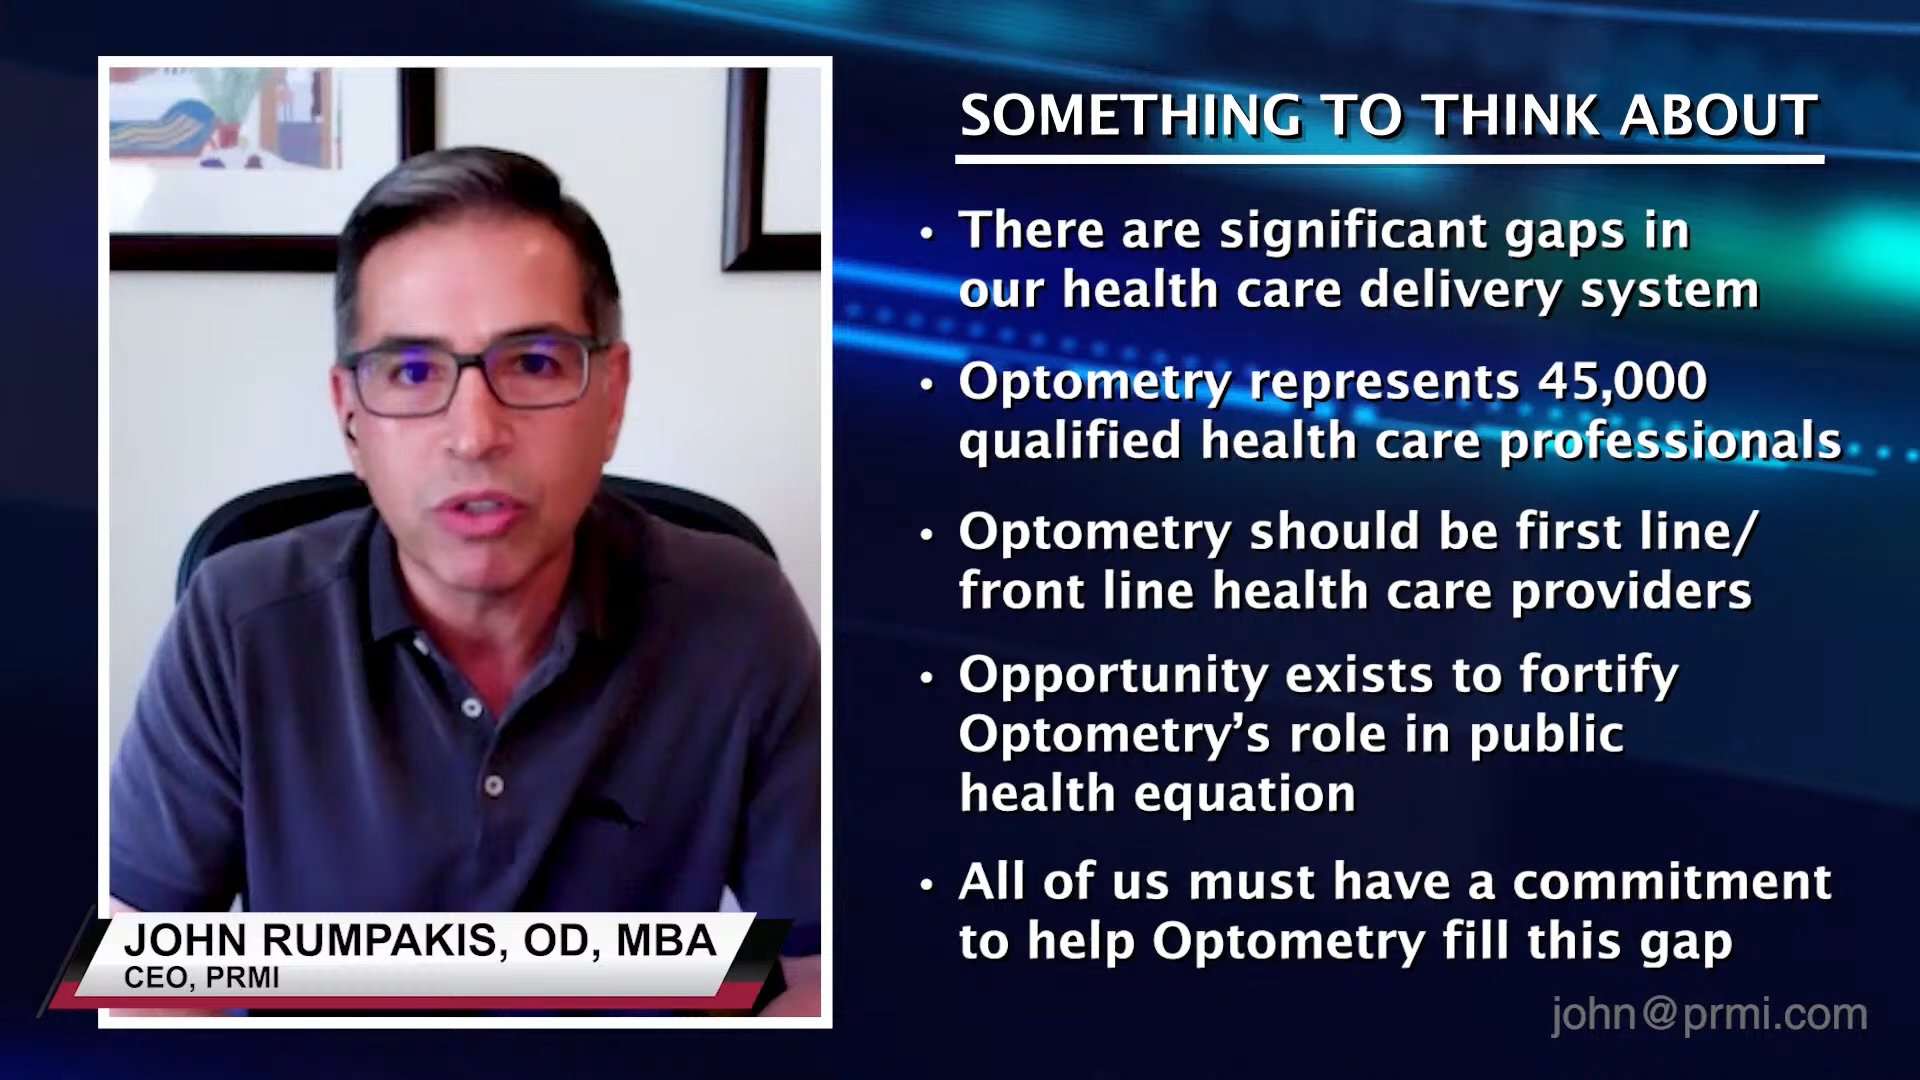 SOMETHING TO THINK ABOUT
• There are significant gaps in
our health care delivery system
• Optometry represents 45,000
qualified health care professionals
• Optometry should be first line/
front line health care providers
• Opportunity exists to fortify
Optometry’s role in public
health equation
• All of us must have a commitment
to help Optometry fill this gap
JOHN RUMPAKIS, OD, MBA
CEO, PRMI
john@prmi.com